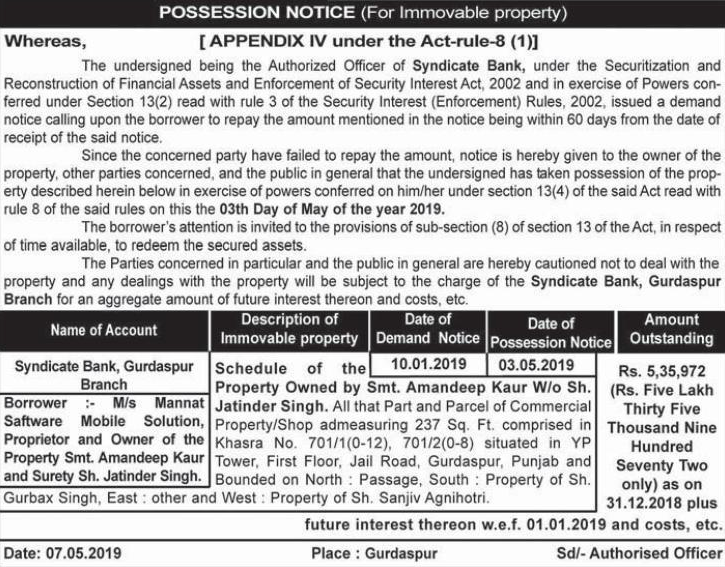 POSSESSION NOTICE (For Immovable property)
Whereas, [ APPENDIX IV under the Act-rule-8 (1)]
The undersigned being the Authorized Officer of Syndicate Bank, under the Securitization and
Reconstruction of Financial Assets and Enforcement of Security Interest Act, 2002 and in exercise of Powers con-
ferred under Section 13(2) read with rule 3 of the Security Interest (Enforcement) Rules, 2002, issued a demand
notice calling upon the borrower to repay the amount mentioned in the notice being within 60 days from the date of
receipt of the said notice.
Since the concerned party have failed to repay the amount, notice is hereby given to the owner of the
property, other parties concerned, and the public in general that the undersigned has taken possession of the prop-
erty described herein below in exercise of powers conferred on him/her under section 13(4) of the said Act read with
rule 8 of the said rules on this the 03th Day of May of the year 2019.
The borrower's attention is invited to the provisions of sub-section (8) of section 13 of the Act, in respect
of time available, to redeem the secured assets.
The Parties concerned in particular and the public in general are hereby cautioned not to deal with the
property and any dealings with the property will be subject to the charge of the Syndicate Bank, Gurdaspur
Branch for an aggregate amount of future interest thereon and costs, etc.
Name of Account
Description of
Immovable property
Date of
Demand Notice
Date of
Possession Notice
Amount
Outstanding
Syndicate Bank, Gurdaspur
Branch
Borrower :- M/s Mannat
Saftware Mobile Solution,
Proprietor and Owner of the
Property Smt. Amandeep Kaur
and Surety Sh. Jatinder Singh.
10.01.2019
03.05.2019
Schedule of the
Property Owned by Smt. Amandeep Kaur W/o Sh.
Jatinder Singh. All that Part and Parcel of Commercial
Property/Shop admeasuring 237 Sq. Ft. comprised in
Khasra No. 701/1(0-12), 701/2(0-8) situated in YP
Tower, First Floor, Jail Road, Gurdaspur, Punjab and
Bounded on North : Passage, South : Property of Sh.
Gurbax Singh, East : other and West : Property of Sh. Sanjiv Agnihotri.
Rs. 5,35,972
(Rs. Five Lakh
Thirty Five
Thousand Nine
Hundred
Seventy Two
only) as on
31.12.2018 plus
future interest thereon w.e.f. 01.01.2019 and costs, etc.
Date: 07.05.2019 Place : Gurdaspur Sd/- Authorised Officer